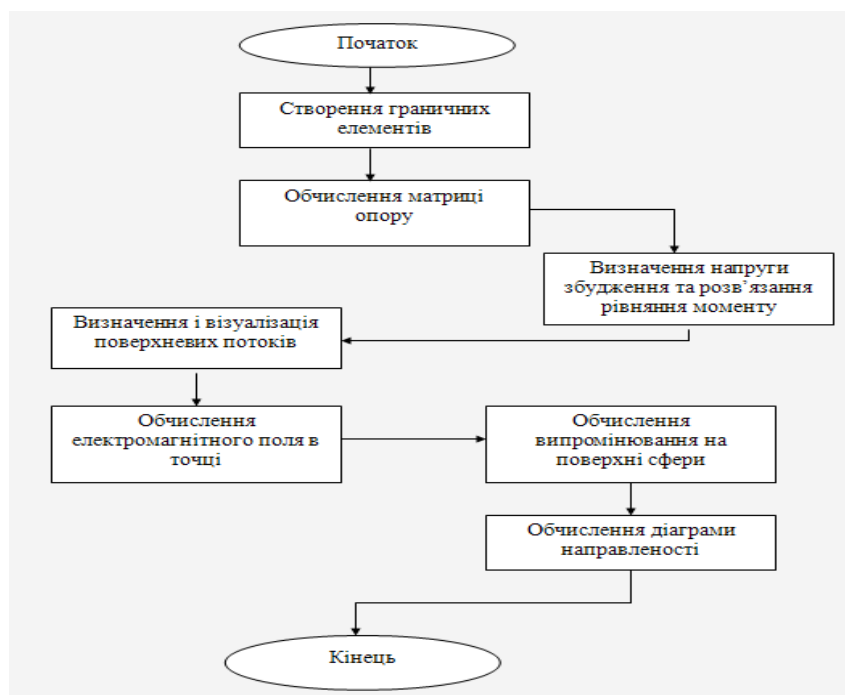 Початок
Створення граничних
елементів
Обчислення матриці
опору
Визначення напруги
збудження та розв’язання
рівняння моменту
Визначення і візуалізація
поверхневих потоків
Обчислення
електромагнітного поля в
точці
Обчислення
випромінювання на
поверхні сфери
Обчислення діаграми
направленості
Кінець